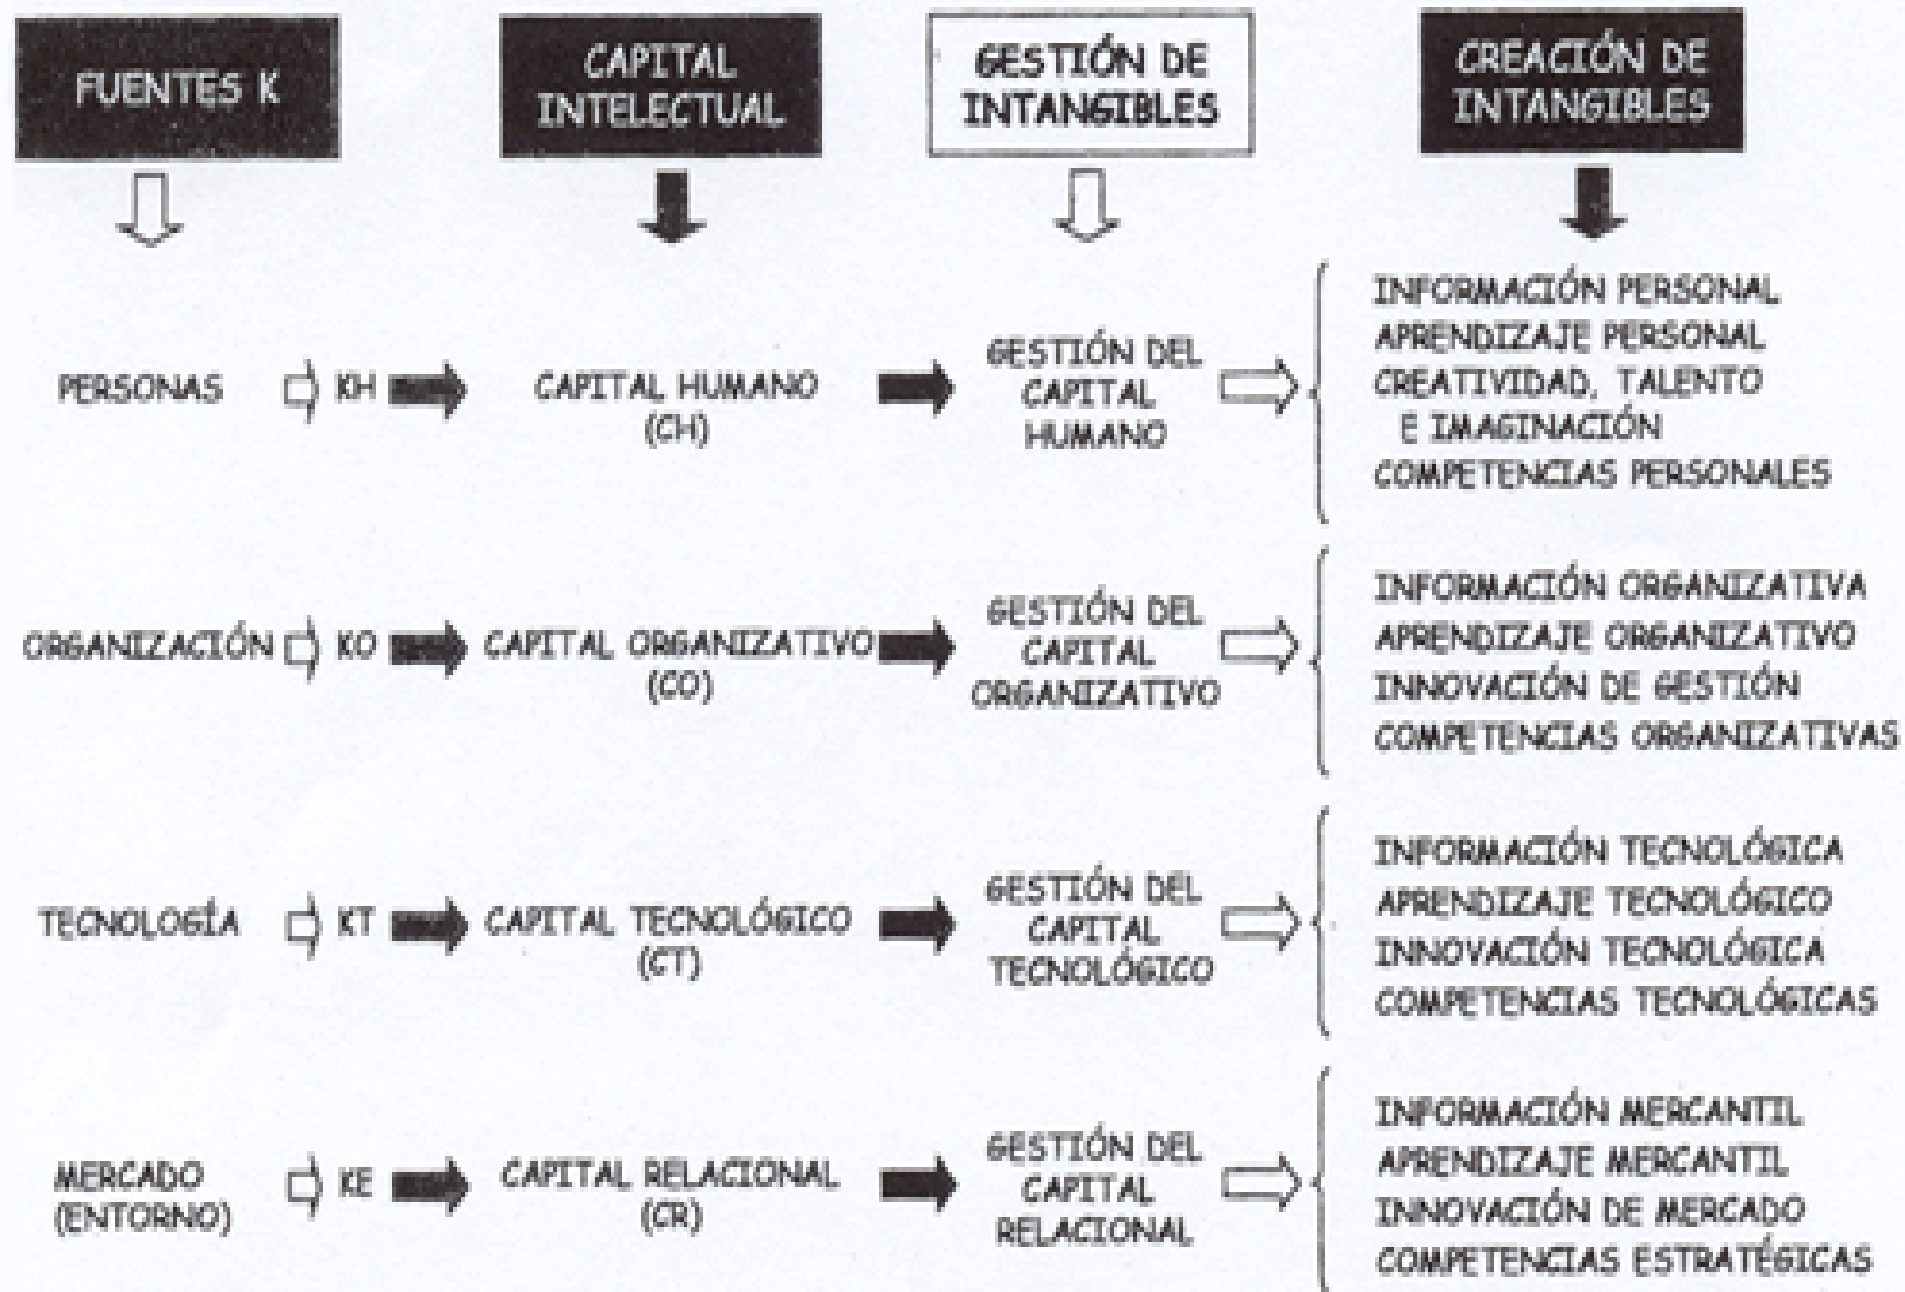 FUENTES K
CAPITAL
INTELECTUAL
GESTIÓN DE
INTANGIBLES
CREACIÓN DE
INTANGIBLES
PERSONAS
KH
CAPITAL HUMANO
(CH)
GESTIÓN DEL
CAPITAL
HUMANO
INFORMACIÓN PERSONAL
APRENDIZAJE PERSONAL
CREATIVIDAD, TALENTO
E IMAGINACIÓN
COMPETENCIAS PERSONALES
ORGANIZACIÓN
KO
CAPITAL ORGANIZATIVO
(CO)
GESTIÓN DEL
CAPITAL
ORGANIZATIVO
INFORMACIÓN ORGANIZATIVA
APRENDIZAJE ORGANIZATIVO
INNOVACIÓN DE GESTIÓN
COMPETENCIAS ORGANIZATIVAS
TECNOLOGÍA
KT
CAPITAL TECNOLÓGICO
(CT)
GESTIÓN DEL
CAPITAL
TECNOLÓGICO
INFORMACIÓN TECNOLÓGICA
APRENDIZAJE TECNOLÓGICO
INNOVACIÓN TECNOLÓGICA
COMPETENCIAS TECNOLÓGICAS
MERCADO
(ENTORNO)
KE
CAPITAL RELACIONAL
(CR)
GESTIÓN DEL
CAPITAL
RELACIONAL
INFORMACIÓN MERCANTIL
APRENDIZAJE MERCANTIL
INNOVACIÓN DE MERCADO
COMPETENCIAS ESTRATÉGICAS